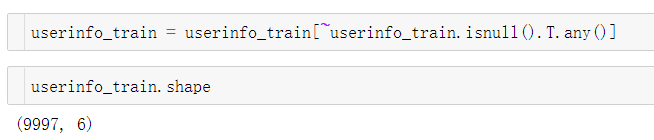 userinfo_train = userinfo_train[~userinfo_train.isnull().T.any()]
userinfo_train.shape
(9997, 6)